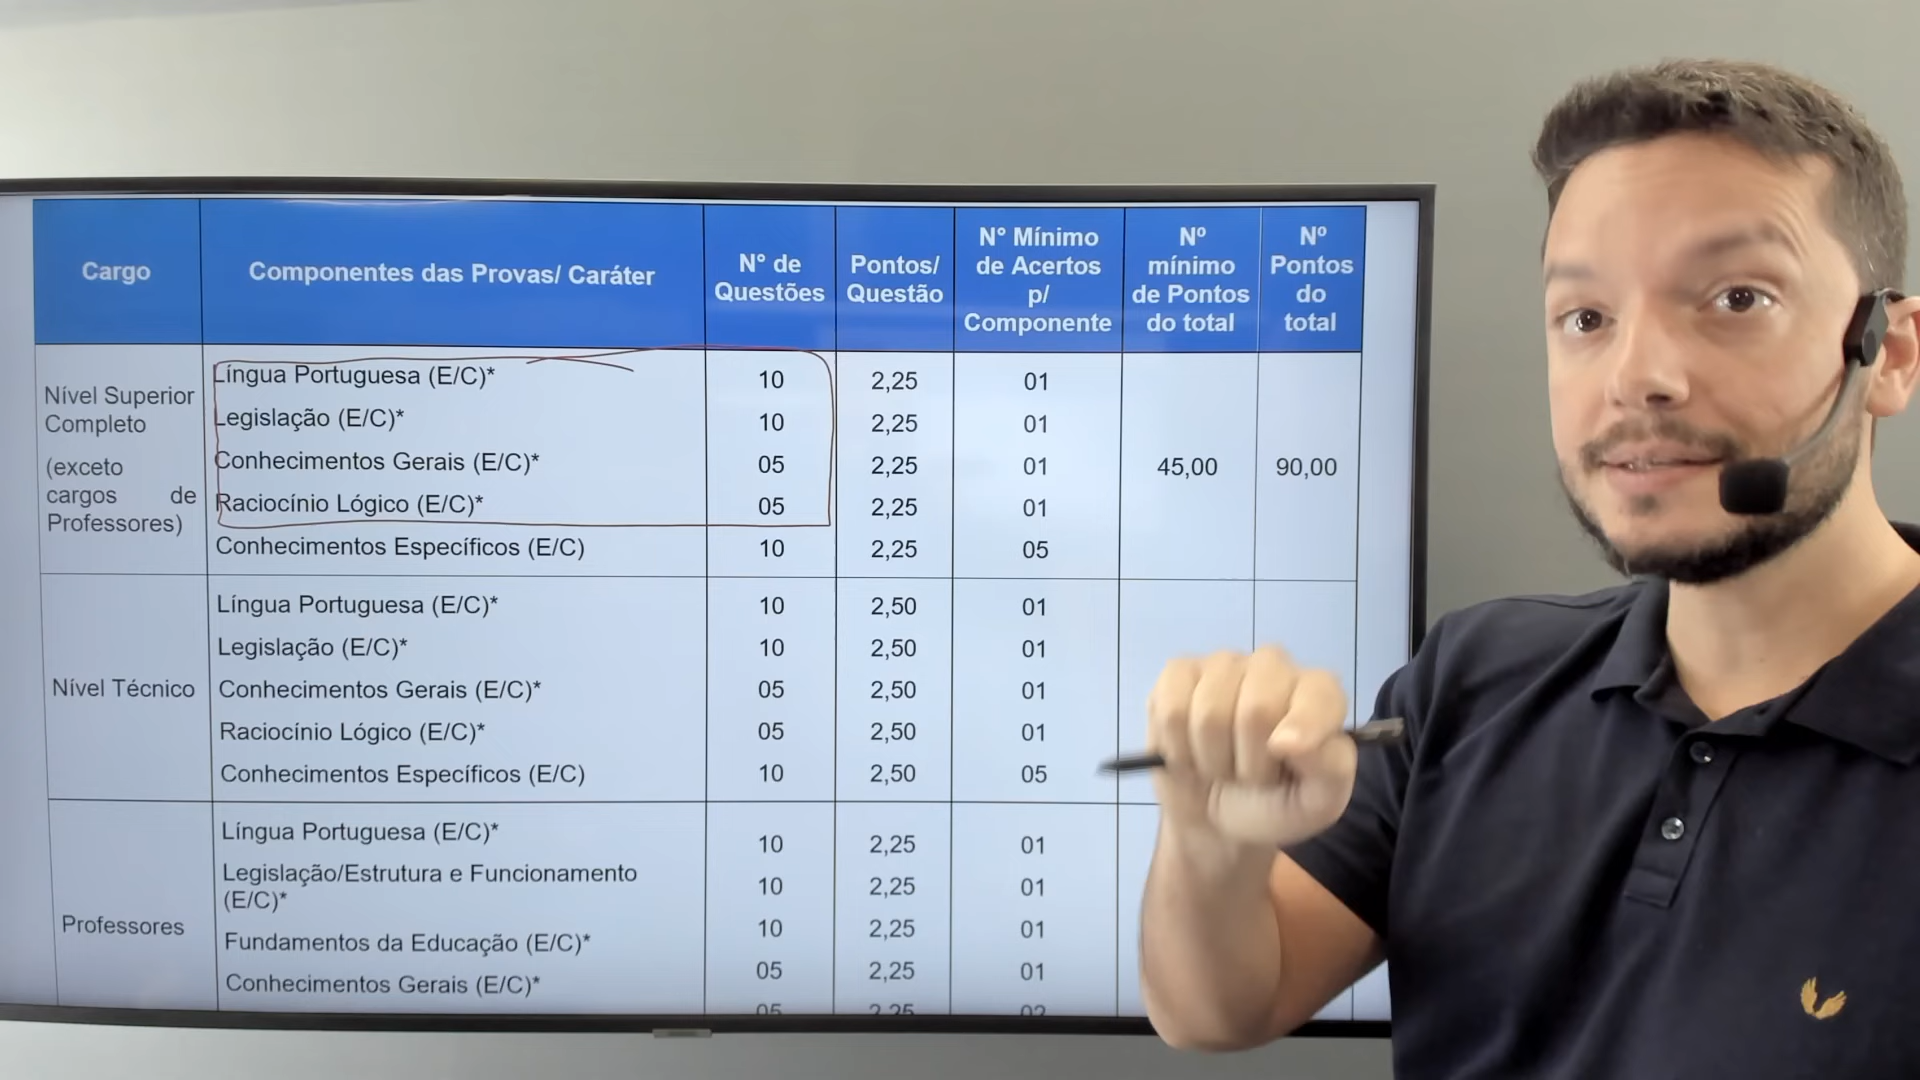 Cargo
Componentes das Provas/ Caráter
N° de
Questões
Pontos/
Questão
N° Mínimo
de Acertos
p/
Componente
Nº
mínimo
de Pontos
do total
Nº
Pontos
do
total
Nível Superior
Completo
(exceto
cargos de
Professores)
Língua Portuguesa (E/C)* 10 2,25 01
Legislação (E/C)* 10 2,25 01
Conhecimentos Gerais (E/C)* 05 2,25 01
Raciocínio Lógico (E/C)* 05 2,25 01
Conhecimentos Específicos (E/C) 10 2,25 05
45,00 90,00
Nível Técnico
Língua Portuguesa (E/C)* 10 2,50 01
Legislação (E/C)* 10 2,50 01
Conhecimentos Gerais (E/C)* 05 2,50 01
Raciocínio Lógico (E/C)* 05 2,50 01
Conhecimentos Específicos (E/C) 10 2,50 05
Professores
Língua Portuguesa (E/C)* 10 2,25 01
Legislação/Estrutura e Funcionamento
(E/C)* 10 2,25 01
Fundamentos da Educação (E/C)* 10 2,25 01
Conhecimentos Gerais (E/C)* 05 2,25 01